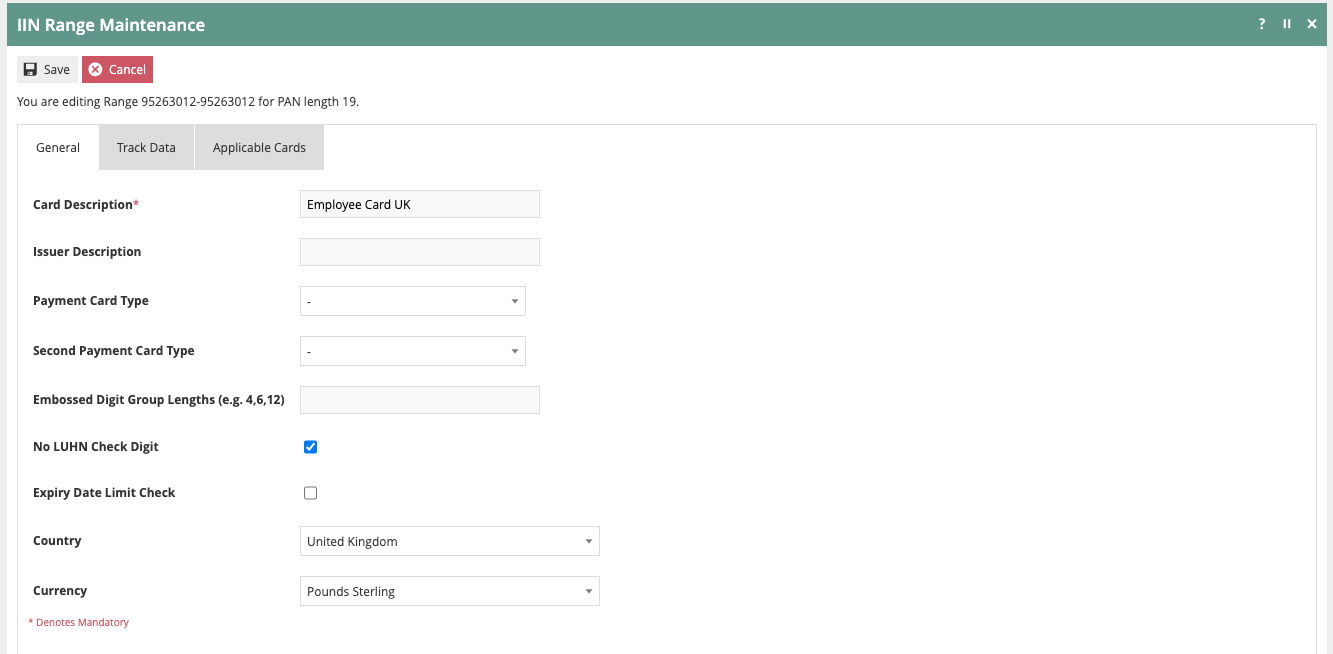 IIN Range Maintenance ?
Save Cancel
You are editing Range 95263012-95263012 for PAN length 19.
General Track Data Applicable Cards
Card Description* Employee Card UK
Issuer Description
Payment Card Type -
Second Payment Card Type -
Embossed Digit Group Lengths (e.g. 4,6,12)
No LUHN Check Digit
Expiry Date Limit Check
Country United Kingdom
Currency Pounds Sterling
* Denotes Mandatory